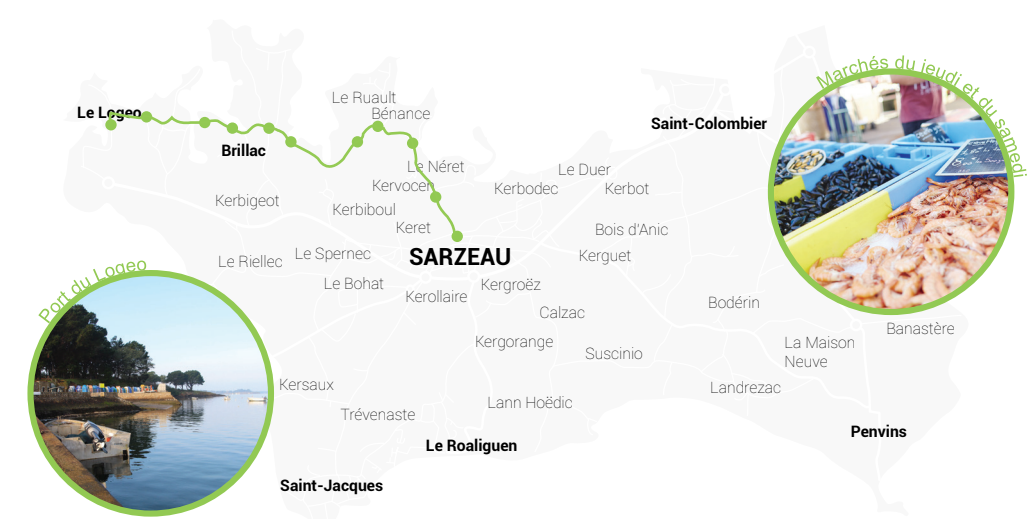 Marchés du jeudi et du samedi
Le Ruault
Bénance
Le Logeo
Saint-Colombier
Brillac
Le Néret
Le Duer
Kervocen
Kerbodec
Kerbot
Kerbigeot
Kerbiboul
Keret
Bois d'Anic
SARZEAU
Kerguet
Le Spernec
Le Riellec
Port du Logeo
Le Bohat
Kergroëz
Kerollaire
Bodérin
Calzac
Banastère
Kergorange
La Maison
Neuve
Suscinio
Kersaux
Landrezac
Lann Hoëdic
Trévenaste
Penvins
Le Roaliguen
Saint-Jacques